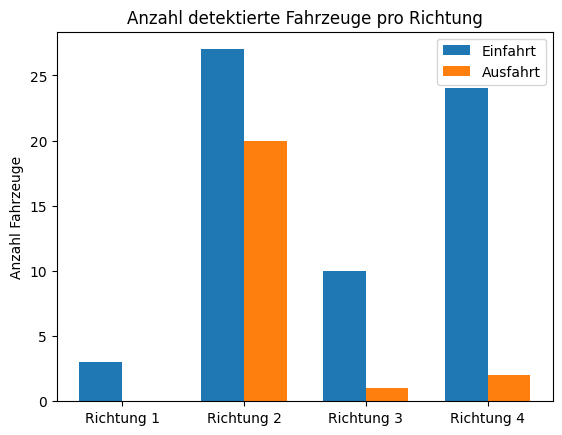 Anzahl detektierte Fahrzeuge pro Richtung
Einfahrt
Ausfahrt
Anzahl Fahrzeuge
25
20
15
10
5
0
Richtung 1 Richtung 2 Richtung 3 Richtung 4